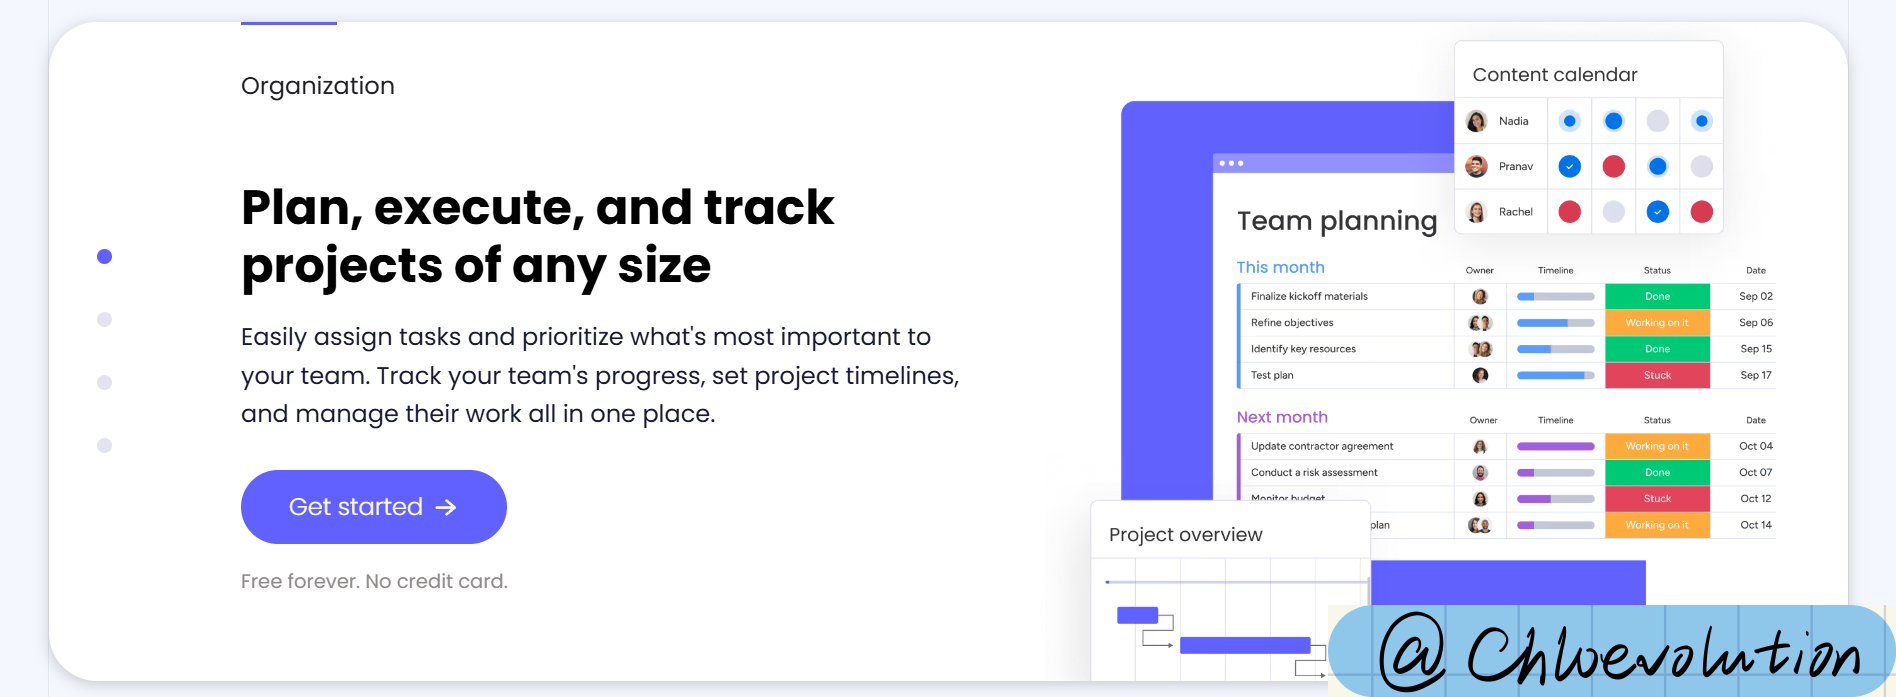 Organization
Plan, execute, and track
projects of any size
Easily assign tasks and prioritize what's most important to
your team. Track your team's progress, set project timelines,
and manage their work all in one place.
Get started →
Free forever. No credit card.
Content calendar
Nadia
Pranav
Rachel
Team planning
This month Owner Timeline Status Date
Finalize kickoff materials Done Sep 02
Refine objectives Working on it Sep 06
Identify key resources Done Sep 15
Test plan Stuck Sep 17
Next month Owner Timeline Status Date
Update contractor agreement Working on it Oct 04
Conduct a risk assessment Done Oct 07
Monitor budget Stuck Oct 12
plan Working on it Oct 14
Project overview
@Chloevolution